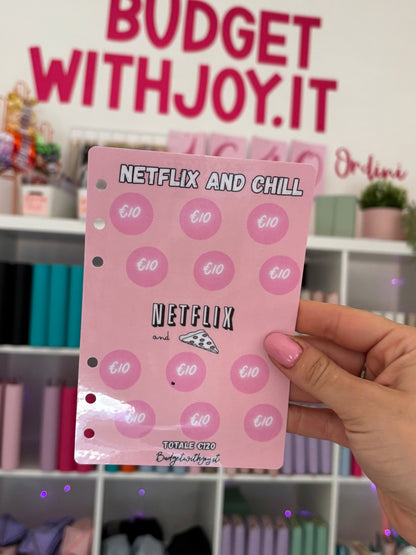 BUDGET
WITHJOY.IT
1640 Ordini
NETFLIX AND CHILL
€10 €10 €10
€10 €10 €10
NETFLIX
and
€10 €10 €10
€10 €10 €10
TOTALE €120
Budgetwithjoy.it